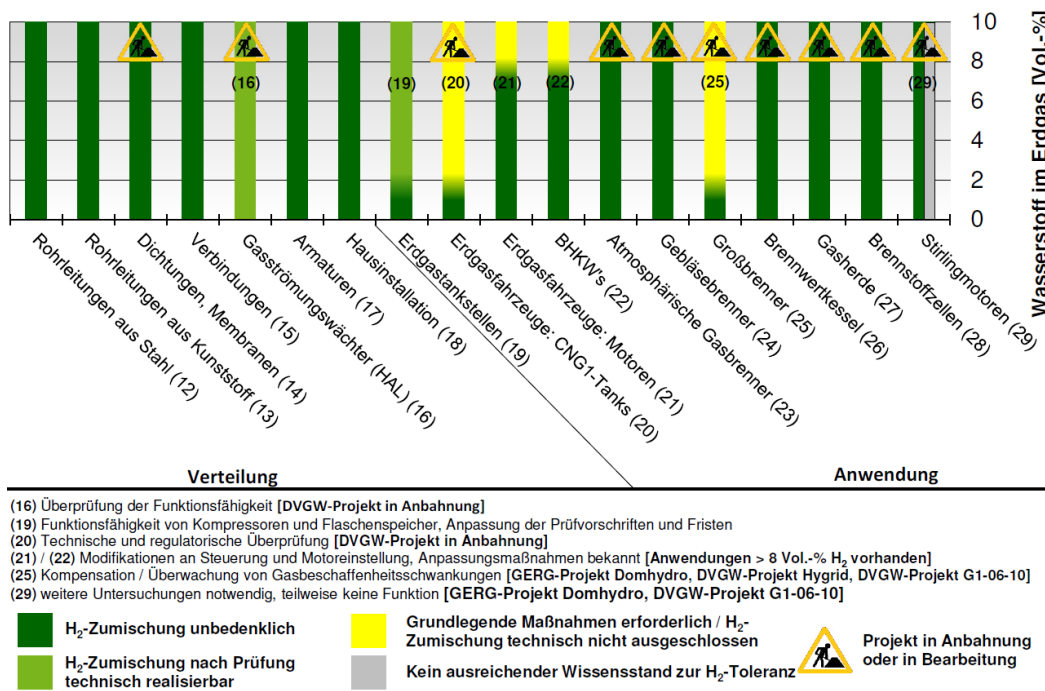 10
8
6
4
2
0
Wasserstoff im Erdgas [Vol.-%]
(16)
(19)
(20)
(21)
(22)
(25)
(29)
Rohrleitungen aus Stahl (12)
Rohrleitungen aus Kunststoff (13)
Dichtungen, Membranen (14)
Verbindungen (15)
Gasströmungswächter (HAL) (16)
Armaturen (17)
Hausinstallation (18)
Erdgastankstellen (19)
Erdgasfahrzeuge: CNG1-Tanks (20)
Erdgasfahrzeuge: Motoren (21)
BHKW's (22)
Atmosphärische Gasbrenner (23)
Gebläsebrenner (24)
Großbrenner (25)
Brennwertkessel (26)
Gasherde (27)
Brennstoffzellen (28)
Stirlingmotoren (29)
Verteilung
Anwendung
(16) Überprüfung der Funktionsfähigkeit [DVGW-Projekt in Anbahnung]
(19) Funktionsfähigkeit von Kompressoren und Flaschenspeicher, Anpassung der Prüfvorschriften und Fristen
(20) Technische und regulatorische Überprüfung [DVGW-Projekt in Anbahnung]
(21) / (22) Modifikationen an Steuerung und Motoreinstellung, Anpassungsmaßnahmen bekannt [Anwendungen > 8 Vol.-% H₂ vorhanden]
(25) Kompensation / Überwachung von Gasbeschaffenheitsschwankungen [GERG-Projekt Domhydro, DVGW-Projekt Hygrid, DVGW-Projekt G1-06-10]
(29) weitere Untersuchungen notwendig, teilweise keine Funktion [GERG-Projekt Domhydro, DVGW-Projekt G1-06-10]
H₂-Zumischung unbedenklich
H₂-Zumischung nach Prüfung
technisch realisierbar
Grundlegende Maßnahmen erforderlich / H₂-
Zumischung technisch nicht ausgeschlossen
Kein ausreichender Wissensstand zur H₂-Toleranz
Projekt in Anbahnung
oder in Bearbeitung